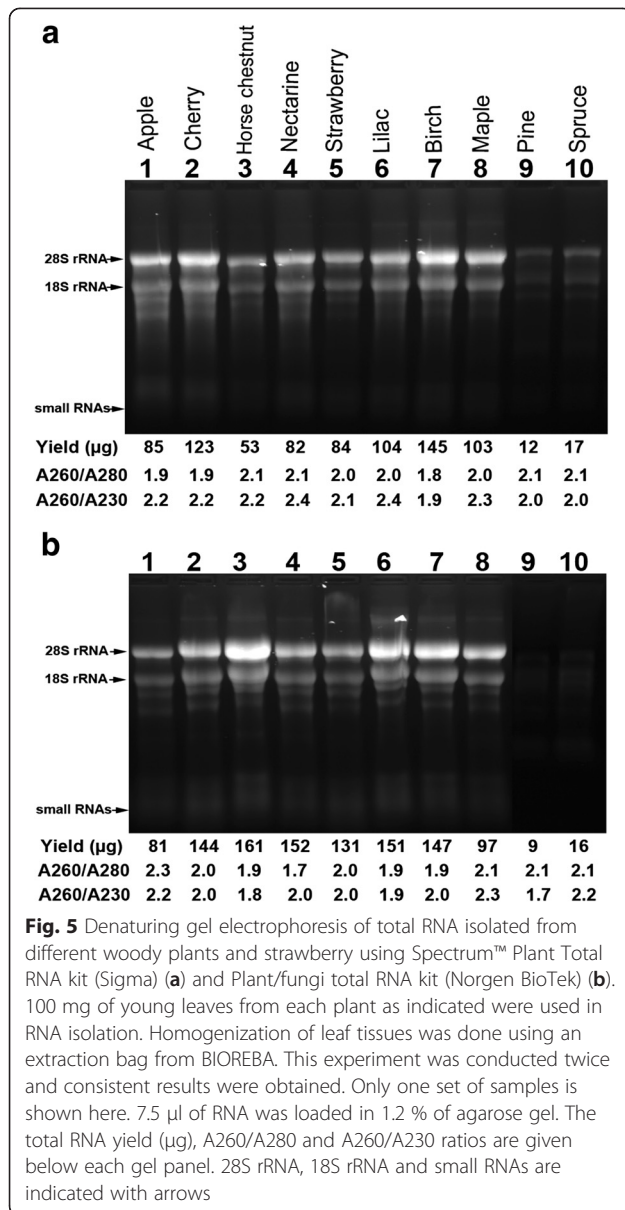 a
Apple Cherry Horse chestnut Nectarine Strawberry Lilac Birch Maple Pine Spruce
1 2 3 4 5 6 7 8 9 10
28S rRNA
18S rRNA
small RNAs
Yield (µg) 85 123 53 82 84 104 145 103 12 17
A260/A280 1.9 1.9 2.1 2.1 2.0 2.0 1.8 2.0 2.1 2.1
A260/A230 2.2 2.2 2.2 2.4 2.1 2.4 1.9 2.3 2.0 2.0
b
1 2 3 4 5 6 7 8 9 10
28S rRNA
18S rRNA
small RNAs
Yield (µg) 81 144 161 152 131 151 147 97 9 16
A260/A280 2.3 2.0 1.9 1.7 2.0 1.9 1.9 2.1 2.1 2.1
A260/A230 2.2 2.0 1.8 2.0 2.0 1.9 2.0 2.3 1.7 2.2
Fig. 5 Denaturing gel electrophoresis of total RNA isolated from
different woody plants and strawberry using Spectrum™ Plant Total
RNA kit (Sigma) (a) and Plant/fungi total RNA kit (Norgen BioTek) (b).
100 mg of young leaves from each plant as indicated were used in
RNA isolation. Homogenization of leaf tissues was done using an
extraction bag from BIOREBA. This experiment was conducted twice
and consistent results were obtained. Only one set of samples is
shown here. 7.5 µl of RNA was loaded in 1.2 % of agarose gel. The
total RNA yield (µg), A260/A280 and A260/A230 ratios are given
below each gel panel. 28S rRNA, 18S rRNA and small RNAs are
indicated with arrows